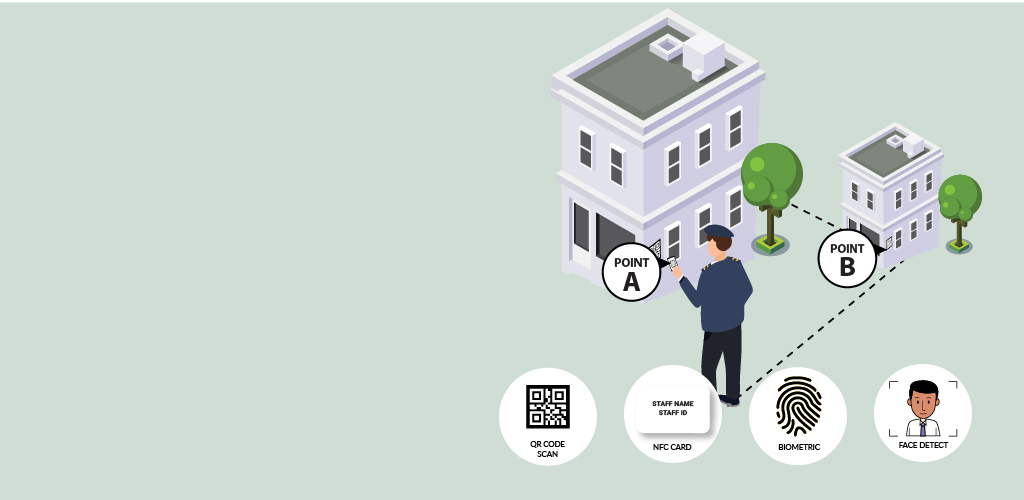 POINT
A
POINT
B
QR CODE
SCAN
STAFF NAME
STAFF ID
NFC CARD
BIOMETRIC
FACE DETECT